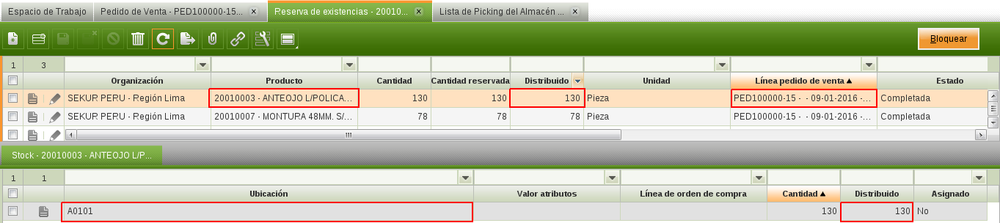 Espacio de Trabajo Pedido de Venta - PED100000-15... x Reserva de existencias - 20010... x Lista de Picking del Almacén ... x
Bloquear
1 3
Organización Producto Cantidad Cantidad reservada Distribuido Unidad Línea pedido de venta Estado
SEKUR PERU - Región Lima 20010003 - ANTEOJO L/POLICA... 130 130 130 Pieza PED100000-15 - - 09-01-2016 -... Completada
SEKUR PERU - Región Lima 20010007 - MONTURA 48MM. S/... 78 78 78 Pieza PED100000-15 - - 09-01-2016 -... Completada
Stock - 20010003 - ANTEOJO L/P...
1 1
Ubicación Valor atributos Línea de orden de compra Cantidad Distribuido Asignado
A0101 130 130 No